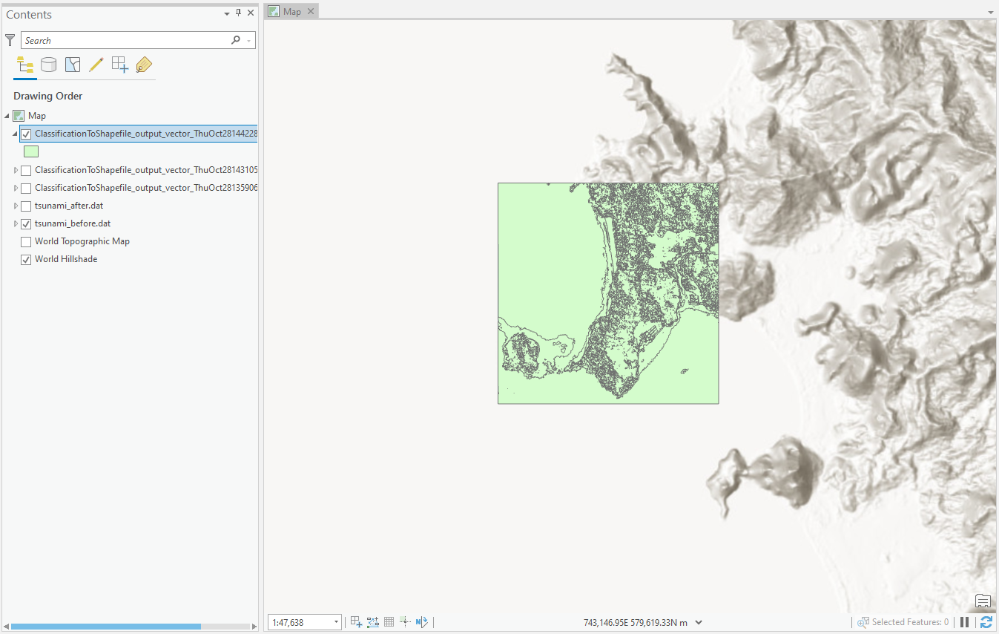 Contents
Map
Search
Drawing Order
Map
ClassificationToShapefile_output_vector_ThuOct28144228
ClassificationToShapefile_output_vector_ThuOct28143105
ClassificationToShapefile_output_vector_ThuOct28135906
tsunami_after.dat
tsunami_before.dat
World Topographic Map
World Hillshade
1:47,638
743,146.95E 579,619.33N m
Selected Features: 0